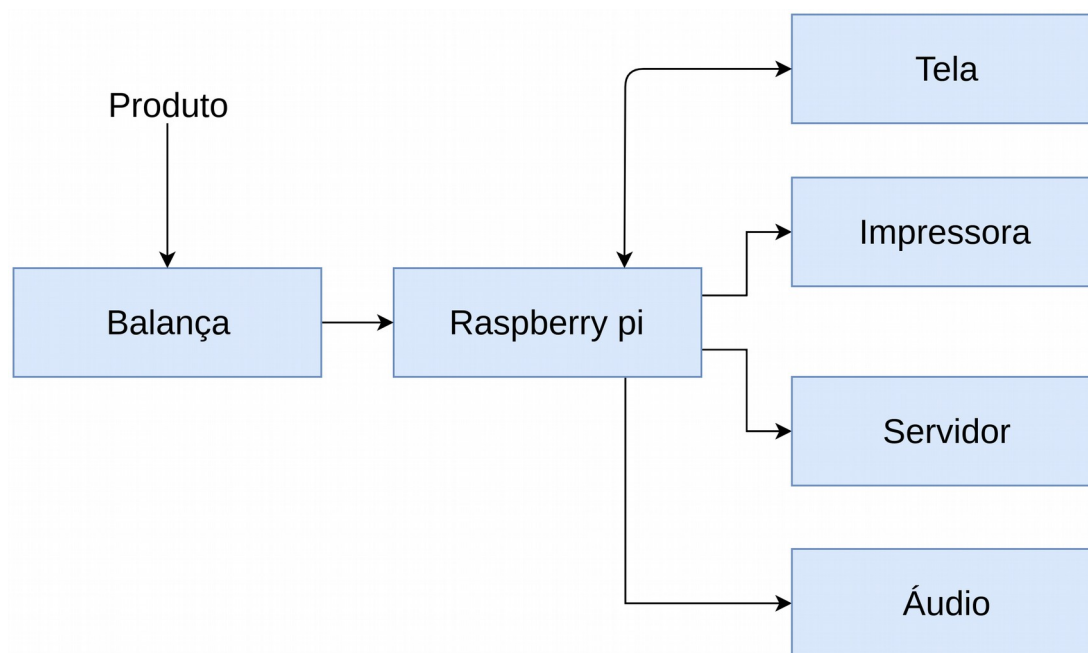 Tela
Produto
Impressora
Balança
Raspberry pi
Servidor
Áudio